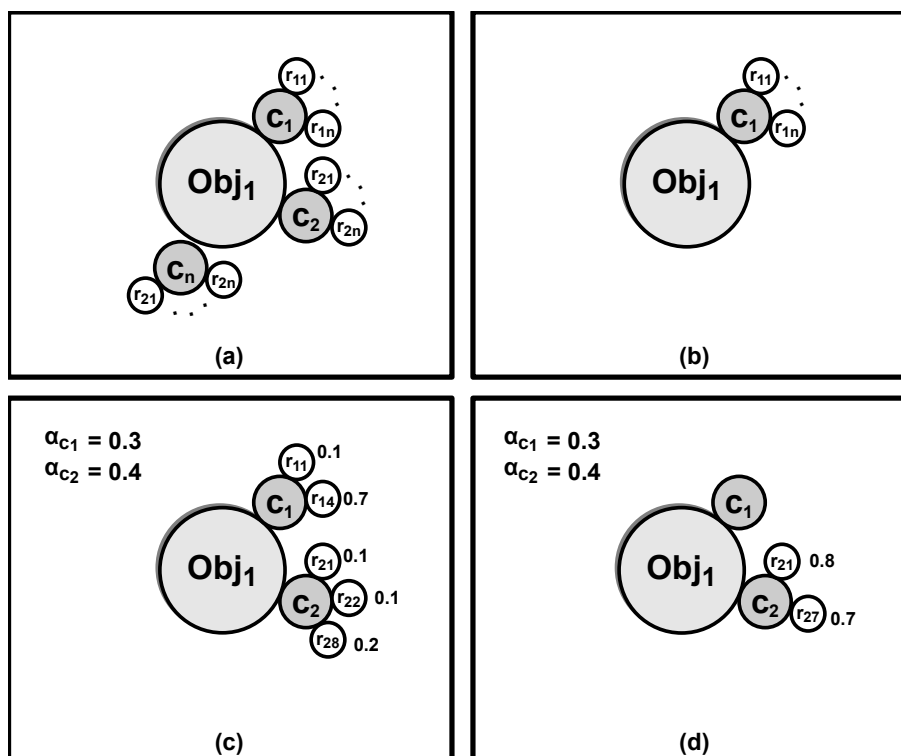 r11
c1
r1n
Obj1
r21
c2
r2n
cn
r2n
r21
(a)
r11
c1
r1n
Obj1
(b)
αc1 = 0.3
αc2 = 0.4
r11 0.1
c1 r14 0.7
Obj1
r21 0.1
c2 r22 0.1
r28 0.2
(c)
αc1 = 0.3
αc2 = 0.4
c1
Obj1
r21 0.8
c2
r27 0.7
(d)